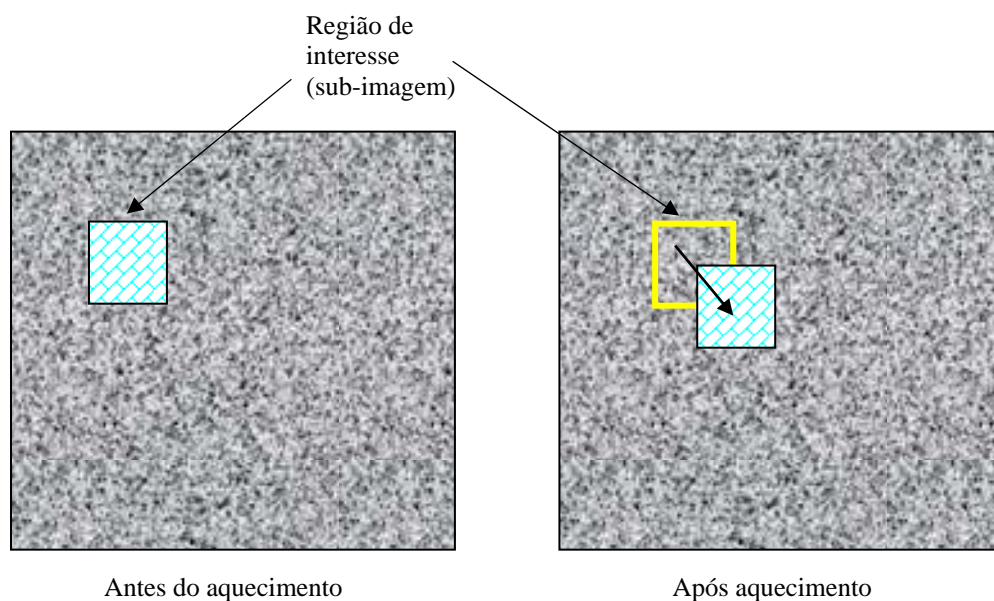 Região de
interesse
(sub-imagem)
Antes do aquecimento
Após aquecimento